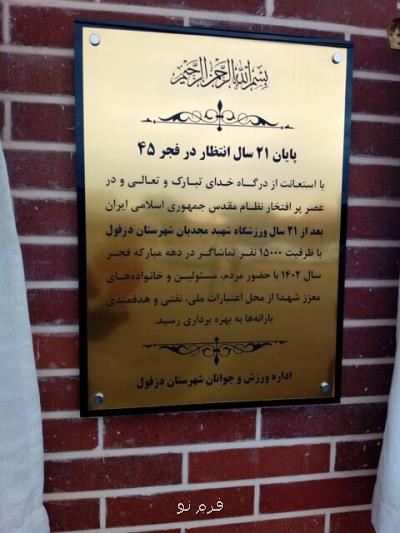 بسم الله الرحمن الرحیم
پایان ۲۱ سال انتظار در فجر ۴۵
با استعانت از درگاه خدای تبارک و تعالی و در
عصر پر افتخار نظام مقدس جمهوری اسلامی ایران
بعد از ۲۱ سال ورزشگاه شهید مجدیان شهرستان دزفول
با ظرفیت ۱۵۰۰۰ نفر تماشاگر در دهه مبارکه فجر
سال ۱۴۰۲ با حضور مردم، مسئولین و خانواده‌های
معزز شهدا از محل اعتبارات ملی، نفتی و هدفمندی
یارانه‌ها به بهره برداری رسید.
اداره ورزش و جوانان شهرستان دزفول
فرم نو